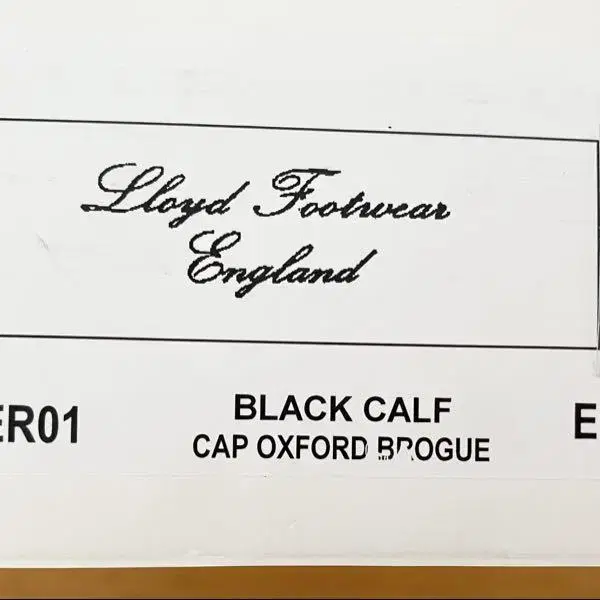 Lloyd Footwear
England
ER01 BLACK CALF E
CAP OXFORD BROGUE